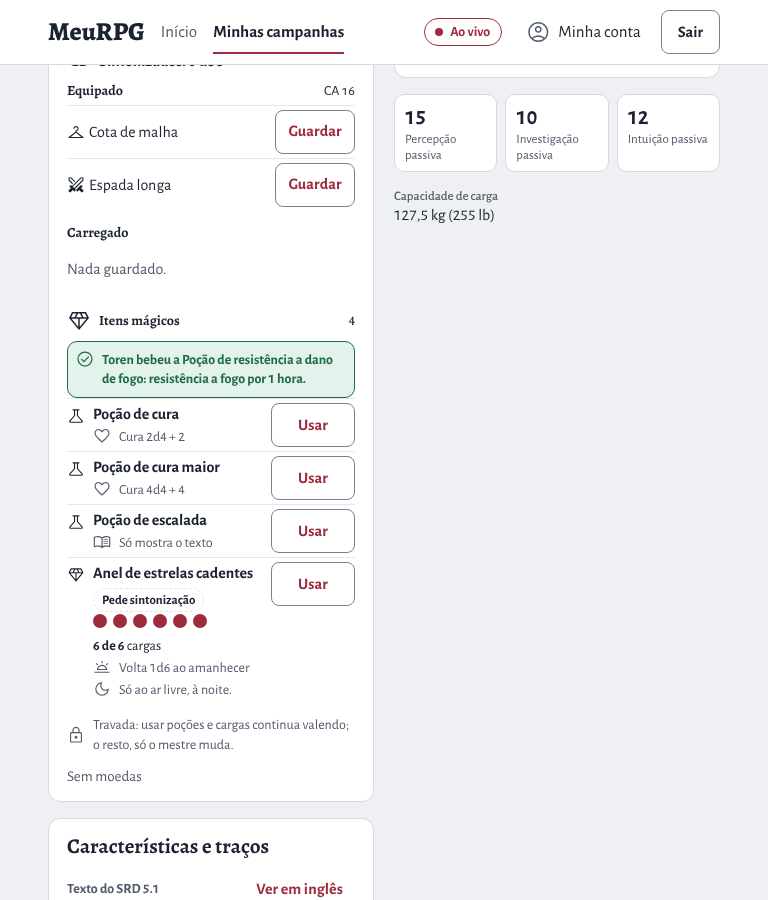 MeuRPG Início Minhas campanhas Ao vivo Minha conta Sair
Equipado CA 16
Cota de malha Guardar
Espada longa Guardar
Carregado
Nada guardado.
Itens mágicos 4
Toren bebeu a Poção de resistência a dano
de fogo: resistência a fogo por 1 hora.
Poção de cura Usar
Cura 2d4 + 2
Poção de cura maior Usar
Cura 4d4 + 4
Poção de escalada Usar
Só mostra o texto
Anel de estrelas cadentes Usar
Pede sintonização
6 de 6 cargas
Volta 1d6 ao amanhecer
Só ao ar livre, à noite.
Travada: usar poções e cargas continua valendo;
o resto, só o mestre muda.
Sem moedas
Características e traços
Texto do SRD 5.1 Ver em inglês
15
Percepção
passiva
10
Investigação
passiva
12
Intuição passiva
Capacidade de carga
127,5 kg (255 lb)